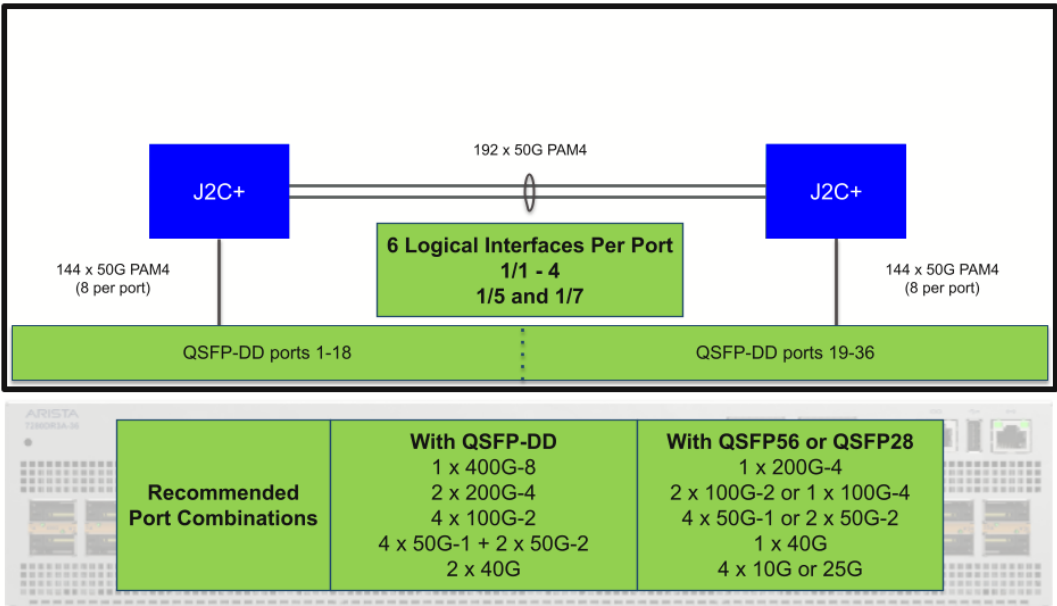 192 x 50G PAM4
J2C+
J2C+
6 Logical Interfaces Per Port
1/1 - 4
1/5 and 1/7
144 x 50G PAM4
(8 per port)
144 x 50G PAM4
(8 per port)
QSFP-DD ports 1-18
QSFP-DD ports 19-36
ARISTA
Recommended
Port Combinations
With QSFP-DD
1 x 400G-8
2 x 200G-4
4 x 100G-2
4 x 50G-1 + 2 x 50G-2
2 x 40G
With QSFP56 or QSFP28
1 x 200G-4
2 x 100G-2 or 1 x 100G-4
4 x 50G-1 or 2 x 50G-2
1 x 40G
4 x 10G or 25G